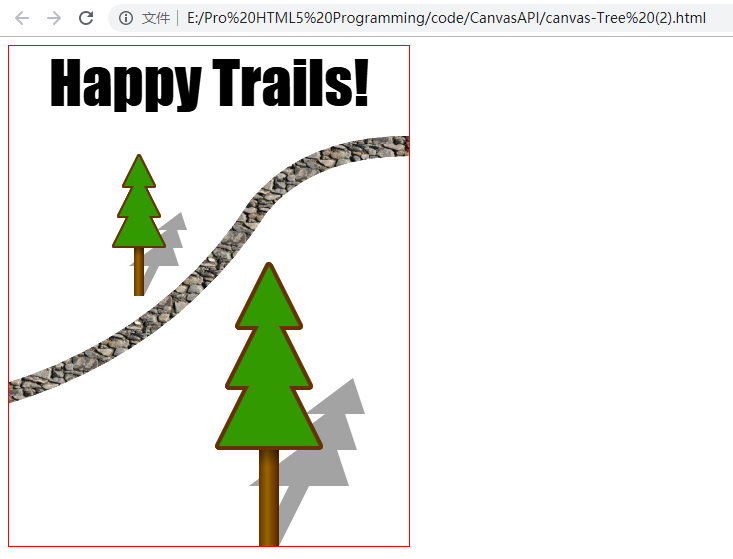 文件 E:/Pro%20HTML5%20Programming/code/CanvasAPI/canvas-Tree%20(2).html
Happy Trails!